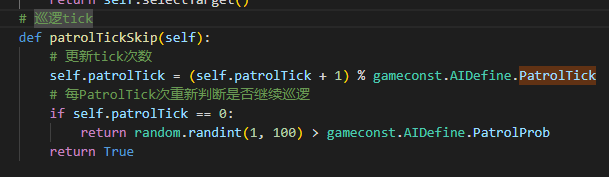 return self.selectTarget()
# 巡逻tick
def patrolTickSkip(self):
# 更新tick次数
self.patrolTick = (self.patrolTick + 1) % gameconst.AIDefine.PatrolTick
# 每PatrolTick次重新判断是否继续巡逻
if self.patrolTick == 0:
return random.randint(1, 100) > gameconst.AIDefine.PatrolProb
return True